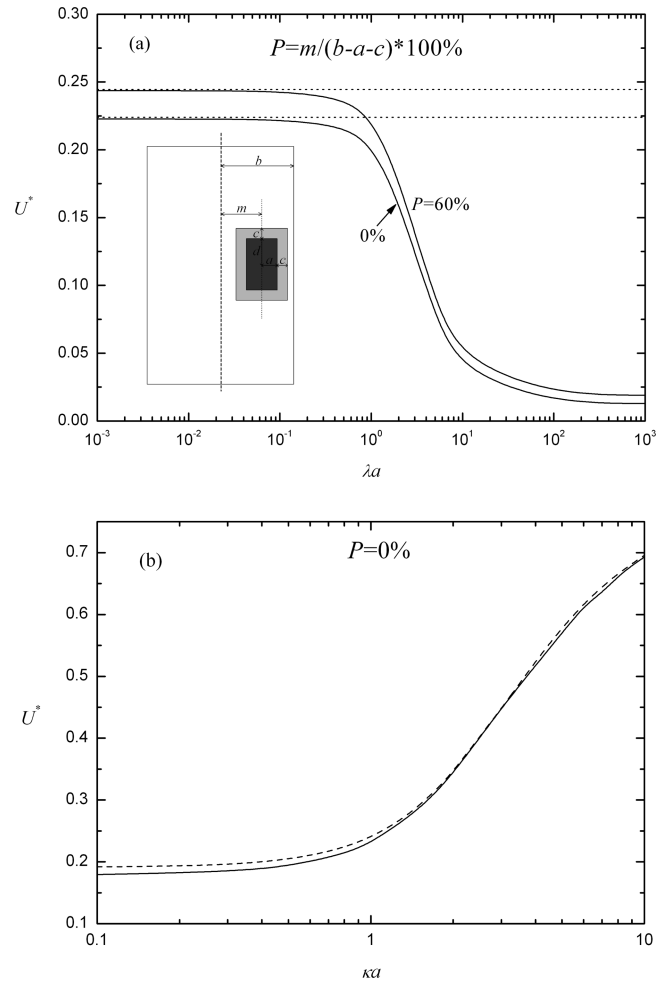 (a)
P=m/(b-a-c)*100%
0.30
0.25
0.20
0.15
0.10
0.05
0.00
U*
b
m
c
d
a
c
P=60%
0%
10⁻³ 10⁻² 10⁻¹ 10⁰ 10¹ 10² 10³
λa
(b)
P=0%
0.7
0.6
0.5
0.4
0.3
0.2
0.1
U*
0.1 1 10
κa